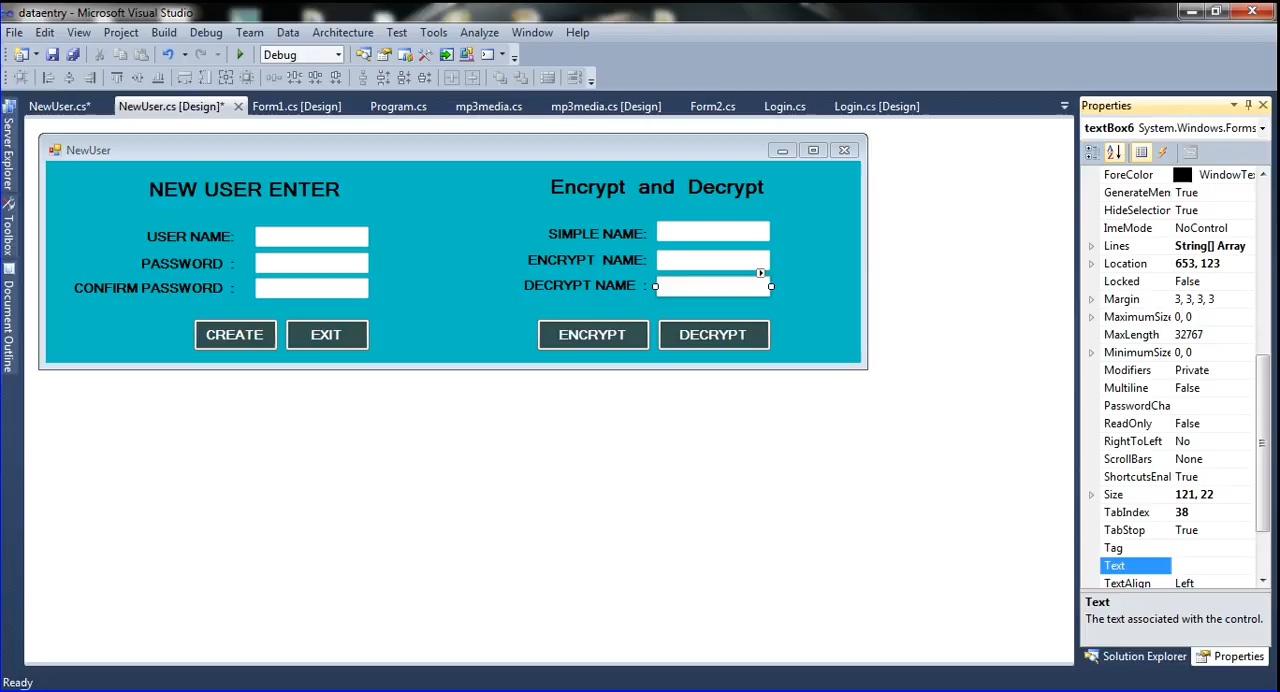 dataentry - Microsoft Visual Studio
File Edit View Project Build Debug Team Data Architecture Test Tools Analyze Window Help
Debug
NewUser.cs* NewUser.cs [Design]* Form1.cs [Design] Program.cs mp3media.cs mp3media.cs [Design] Form2.cs Login.cs Login.cs [Design]
Server Explorer
Toolbox
Document Outline
NewUser
NEW USER ENTER
USER NAME:
PASSWORD :
CONFIRM PASSWORD :
CREATE EXIT
Encrypt and Decrypt
SIMPLE NAME:
ENCRYPT NAME:
DECRYPT NAME :
ENCRYPT DECRYPT
Properties
textBox6 System.Windows.Forms
ForeColor WindowTe
GenerateMen True
HideSelection True
ImeMode NoControl
Lines String[] Array
Location 653, 123
Locked False
Margin 3, 3, 3, 3
MaximumSize 0, 0
MaxLength 32767
MinimumSize 0, 0
Modifiers Private
Multiline False
PasswordCha
ReadOnly False
RightToLeft No
ScrollBars None
ShortcutsEnal True
Size 121, 22
TabIndex 38
TabStop True
Tag
Text
TextAlign Left
Text
The text associated with the control.
Solution Explorer Properties
Ready